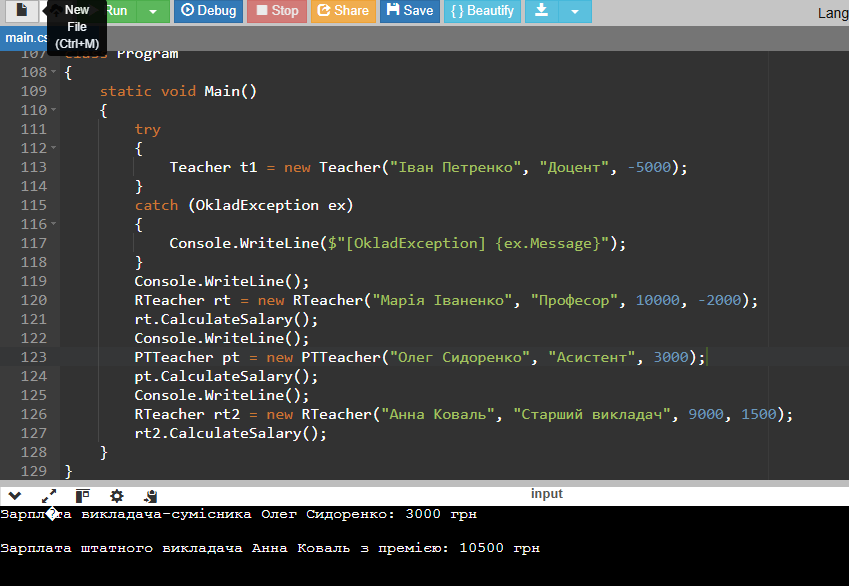 New
File
(Ctrl+M)
Run
Debug
Stop
Share
Save
{ } Beautify
Lang
main.cs
107 class Program
108 {
109 static void Main()
110 {
111 try
112 {
113 Teacher t1 = new Teacher("Іван Петренко", "Доцент", -5000);
114 }
115 catch (OkladException ex)
116 {
117 Console.WriteLine($"[OkladException] {ex.Message}");
118 }
119 Console.WriteLine();
120 RTeacher rt = new RTeacher("Марія Іваненко", "Професор", 10000, -2000);
121 rt.CalculateSalary();
122 Console.WriteLine();
123 PTTeacher pt = new PTTeacher("Олег Сидоренко", "Асистент", 3000);
124 pt.CalculateSalary();
125 Console.WriteLine();
126 RTeacher rt2 = new RTeacher("Анна Коваль", "Старший викладач", 9000, 1500);
127 rt2.CalculateSalary();
128 }
129 }
input
Зарпл�та викладача-сумісника Олег Сидоренко: 3000 грн
Зарплата штатного викладача Анна Коваль з премією: 10500 грн